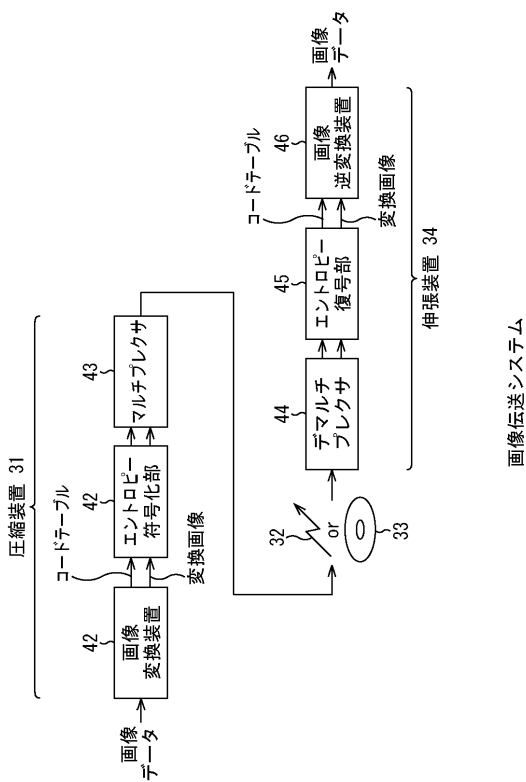 圧縮装置 31
画像
データ
42
画像
変換装置
コードテーブル
変換画像
42
エントロピー
符号化部
43
マルチプレクサ
32
or
33
44
デマルチ
プレクサ
45
エントロピー
復号部
コードテーブル
変換画像
46
画像
逆変換装置
画像
データ
伸張装置 34
画像伝送システム